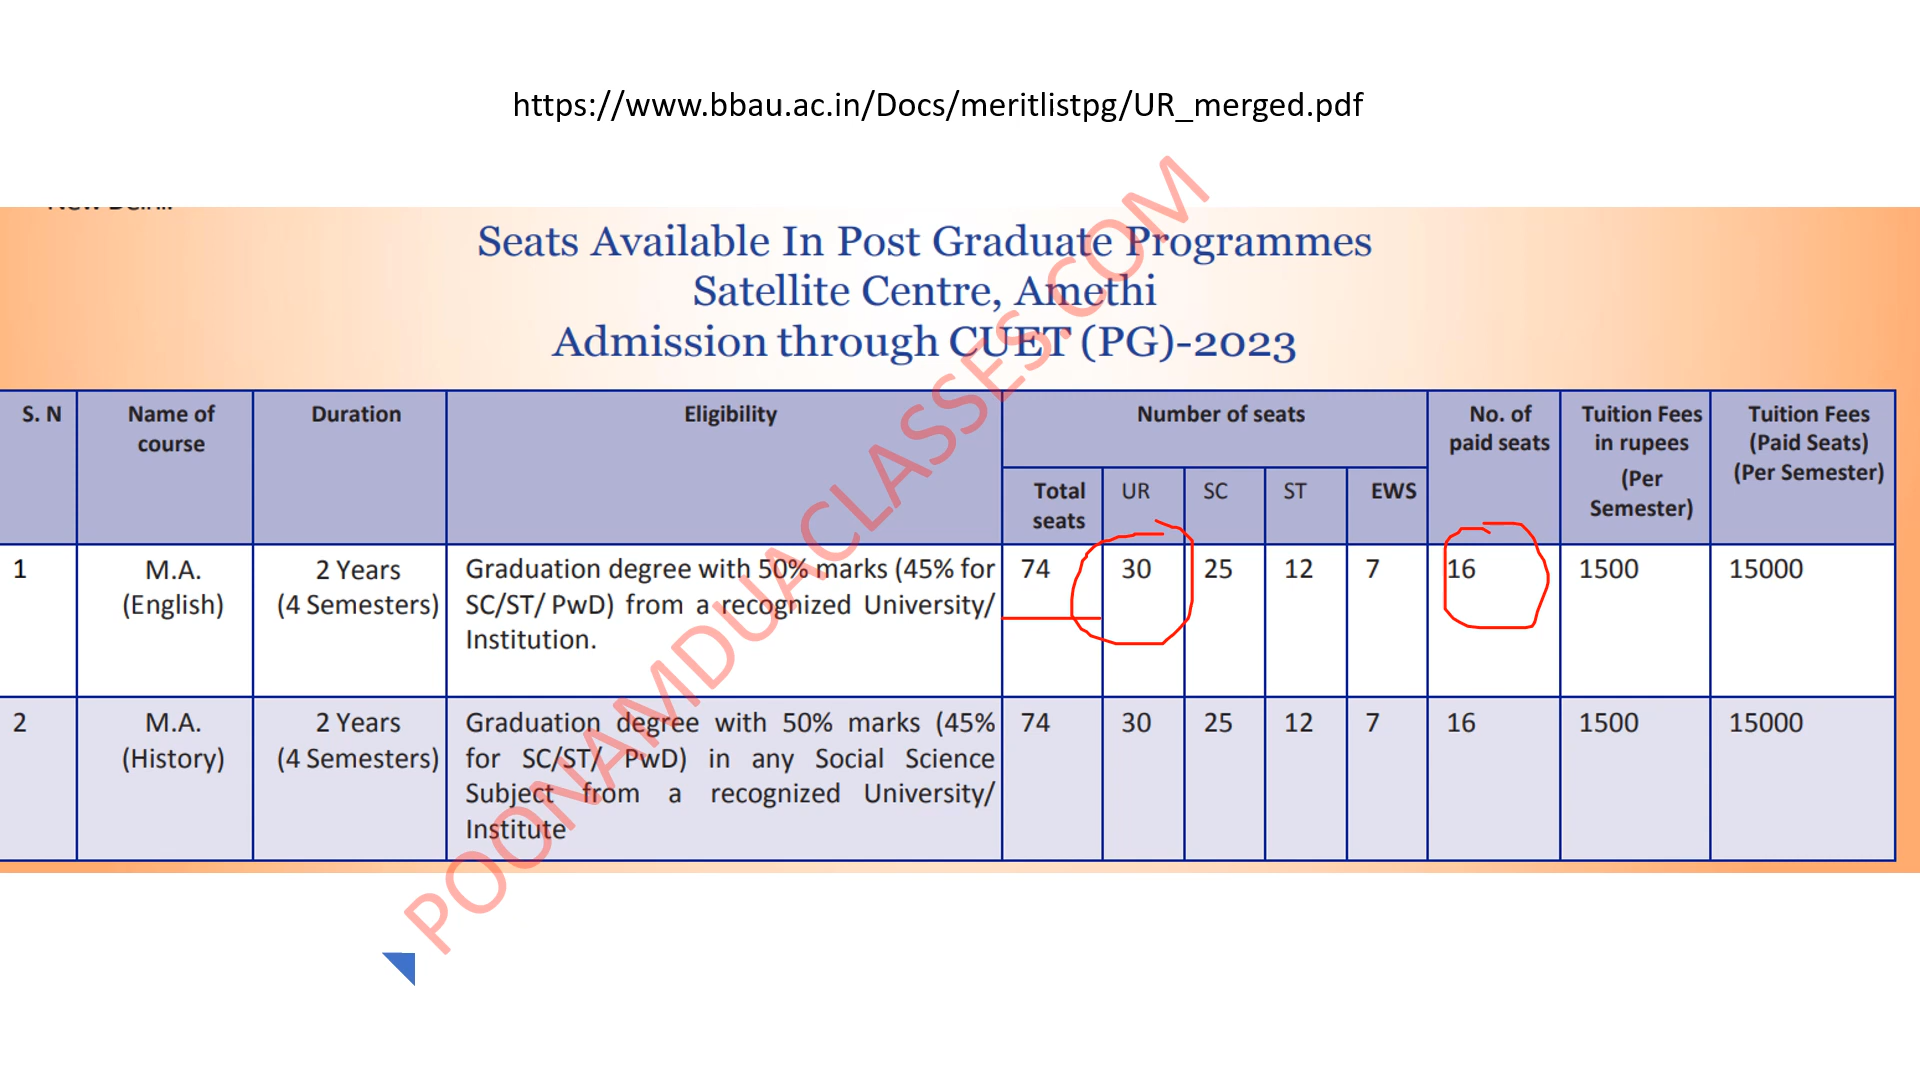 https://www.bbau.ac.in/Docs/meritlistpg/UR_merged.pdf
Seats Available In Post Graduate Programmes
Satellite Centre, Amethi
Admission through CUET (PG)-2023
S. N
Name of
course
Duration
Eligibility
Number of seats
No. of
paid seats
Tuition Fees
in rupees
(Per
Semester)
Tuition Fees
(Paid Seats)
(Per Semester)
Total
seats
UR
SC
ST
EWS
1
M.A.
(English)
2 Years
(4 Semesters)
Graduation degree with 50% marks (45% for
SC/ST/ PwD) from a recognized University/
Institution.
74
30
25
12
7
16
1500
15000
2
M.A.
(History)
2 Years
(4 Semesters)
Graduation degree with 50% marks (45%
for SC/ST/ PwD) in any Social Science
Subject from a recognized University/
Institute
74
30
25
12
7
16
1500
15000
POONAMDUACLASSES.COM